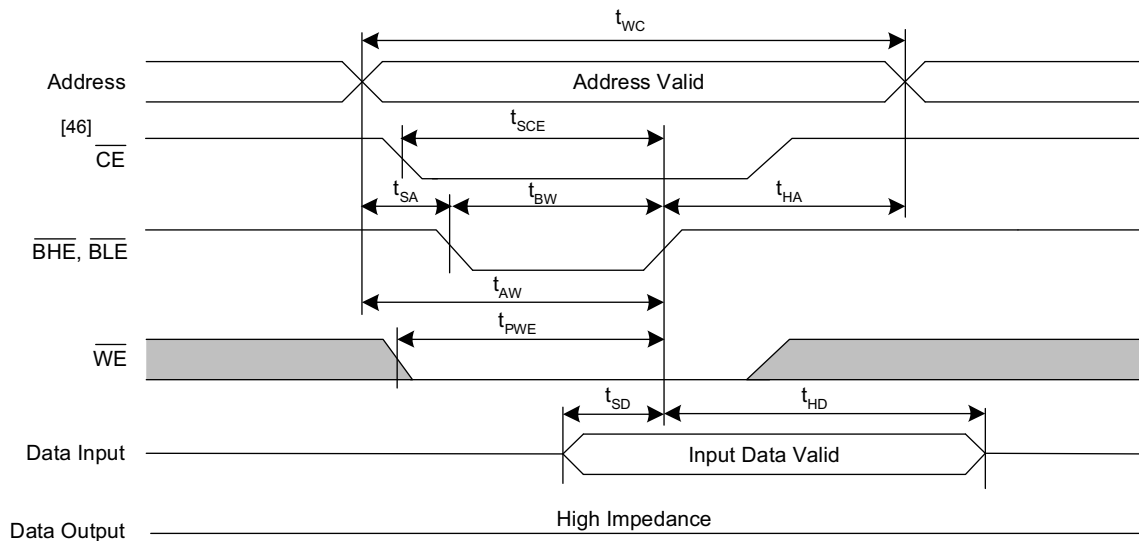 tWC
Address
Address Valid
[46]
tSCE
CE
tSA
tBW
tHA
BHE, BLE
tAW
tPWE
WE
tSD
tHD
Data Input
Input Data Valid
Data Output
High Impedance